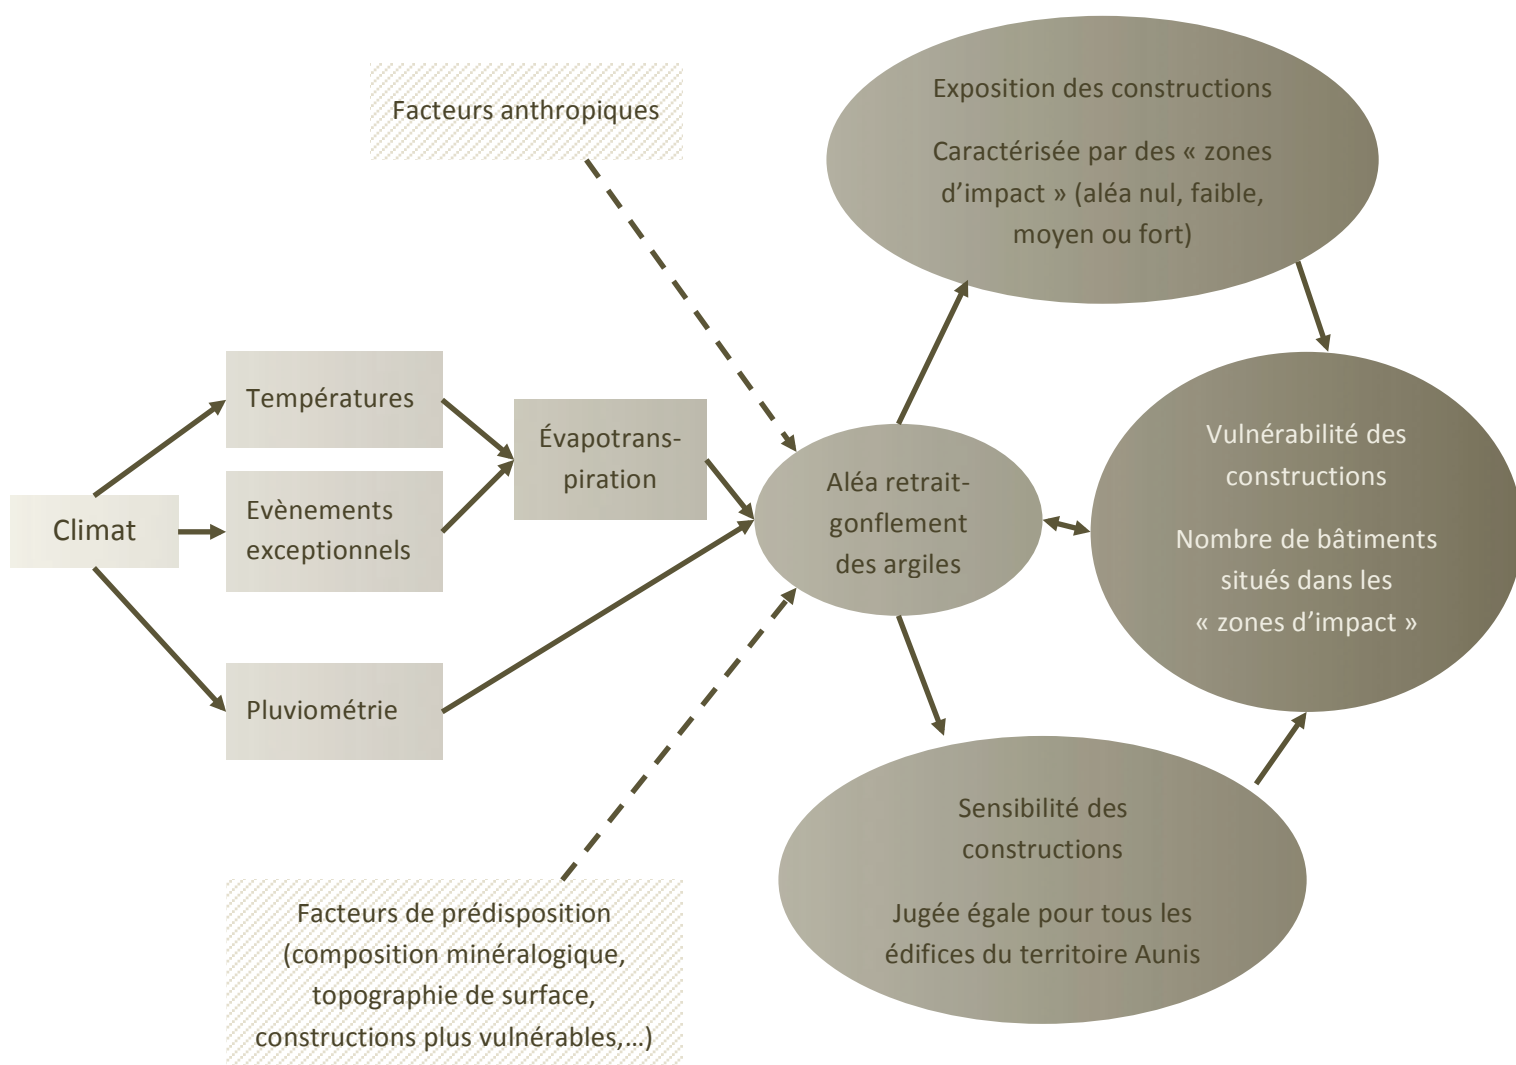 Facteurs anthropiques
Exposition des constructions
Caractérisée par des « zones
d’impact » (aléa nul, faible,
moyen ou fort)
Températures
Évapotrans-
piration
Climat
Evènements
exceptionnels
Pluviométrie
Aléa retrait-
gonflement
des argiles
Vulnérabilité des
constructions
Nombre de bâtiments
situés dans les
« zones d’impact »
Sensibilité des
constructions
Jugée égale pour tous les
édifices du territoire Aunis
Facteurs de prédisposition
(composition minéralogique,
topographie de surface,
constructions plus vulnérables,…)